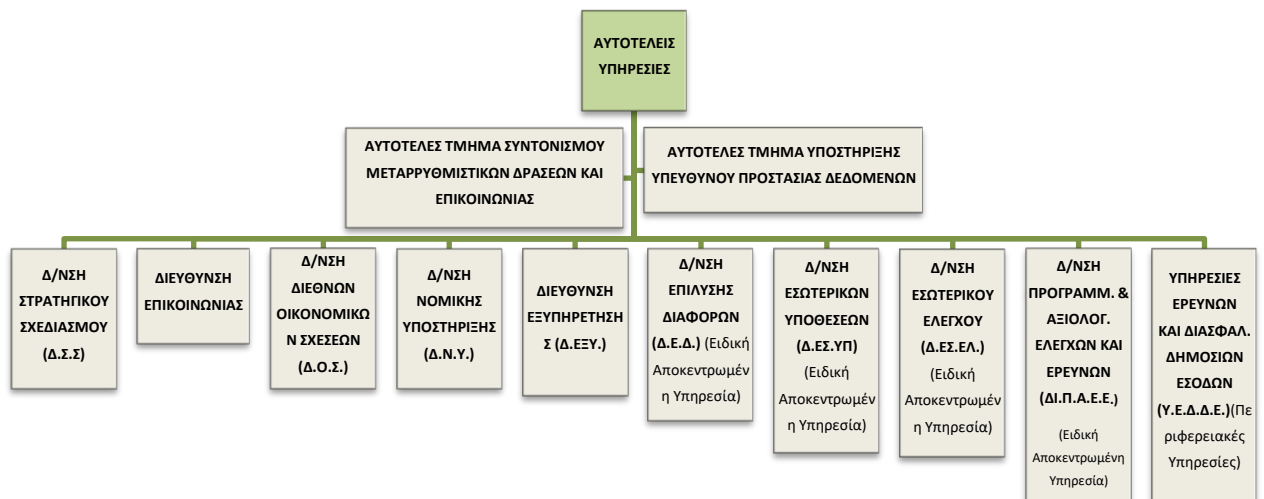 ΑΥΤΟΤΕΛΕΙΣ
ΥΠΗΡΕΣΙΕΣ
ΑΥΤΟΤΕΛΕΣ ΤΜΗΜΑ ΣΥΝΤΟΝΙΣΜΟΥ
ΜΕΤΑΡΡΥΘΜΙΣΤΙΚΩΝ ΔΡΑΣΕΩΝ ΚΑΙ
ΕΠΙΚΟΙΝΩΝΙΑΣ
ΑΥΤΟΤΕΛΕΣ ΤΜΗΜΑ ΥΠΟΣΤΗΡΙΞΗΣ
ΥΠΕΥΘΥΝΟΥ ΠΡΟΣΤΑΣΙΑΣ ΔΕΔΟΜΕΝΩΝ
Δ/ΝΣΗ
ΣΤΡΑΤΗΓΙΚΟΥ
ΣΧΕΔΙΑΣΜΟΥ
(Δ.Σ.Σ)
ΔΙΕΥΘΥΝΣΗ
ΕΠΙΚΟΙΝΩΝΙΑΣ
Δ/ΝΣΗ
ΔΙΕΘΝΩΝ
ΟΙΚΟΝΟΜΙΚΩ
Ν ΣΧΕΣΕΩΝ
(Δ.Ο.Σ.)
Δ/ΝΣΗ
ΝΟΜΙΚΗΣ
ΥΠΟΣΤΗΡΙΞΗΣ
(Δ.Ν.Υ.)
ΔΙΕΥΘΥΝΣΗ
ΕΞΥΠΗΡΕΤΗΣΗ
Σ (Δ.ΕΞΥ.)
Δ/ΝΣΗ
ΕΠΙΛΥΣΗΣ
ΔΙΑΦΟΡΩΝ
(Δ.Ε.Δ.) (Ειδική
Αποκεντρωμέν
η Υπηρεσία)
Δ/ΝΣΗ
ΕΣΩΤΕΡΙΚΩΝ
ΥΠΟΘΕΣΕΩΝ
(Δ.ΕΣ.ΥΠ)
(Ειδική
Αποκεντρωμέν
η Υπηρεσία)
Δ/ΝΣΗ
ΕΣΩΤΕΡΙΚΟΥ
ΕΛΕΓΧΟΥ
(Δ.ΕΣ.ΕΛ.)
(Ειδική
Αποκεντρωμέν
η Υπηρεσία)
Δ/ΝΣΗ
ΠΡΟΓΡΑΜΜ. &
ΑΞΙΟΛΟΓ.
ΕΛΕΓΧΩΝ ΚΑΙ
ΕΡΕΥΝΩΝ
(ΔΙ.Π.Α.Ε.Ε.)
(Ειδική
Αποκεντρωμένη
Υπηρεσία)
ΥΠΗΡΕΣΙΕΣ
ΕΡΕΥΝΩΝ
ΚΑΙ ΔΙΑΣΦΑΛ.
ΔΗΜΟΣΙΩΝ
ΕΣΟΔΩΝ
(Υ.Ε.Δ.Δ.Ε.)(Πε
ριφερειακές
Υπηρεσίες)